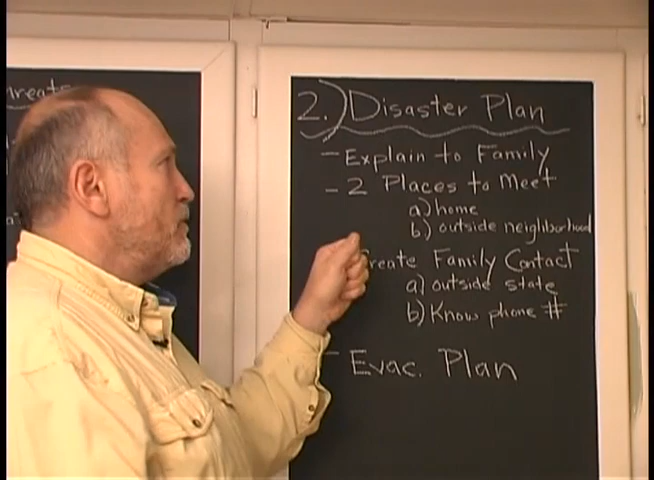 2.) Disaster Plan
- Explain to Family
- 2 Places to Meet
a) home
b) outside neighborhood
Create Family Contact
a) outside state
b) Know phone #
- Evac. Plan